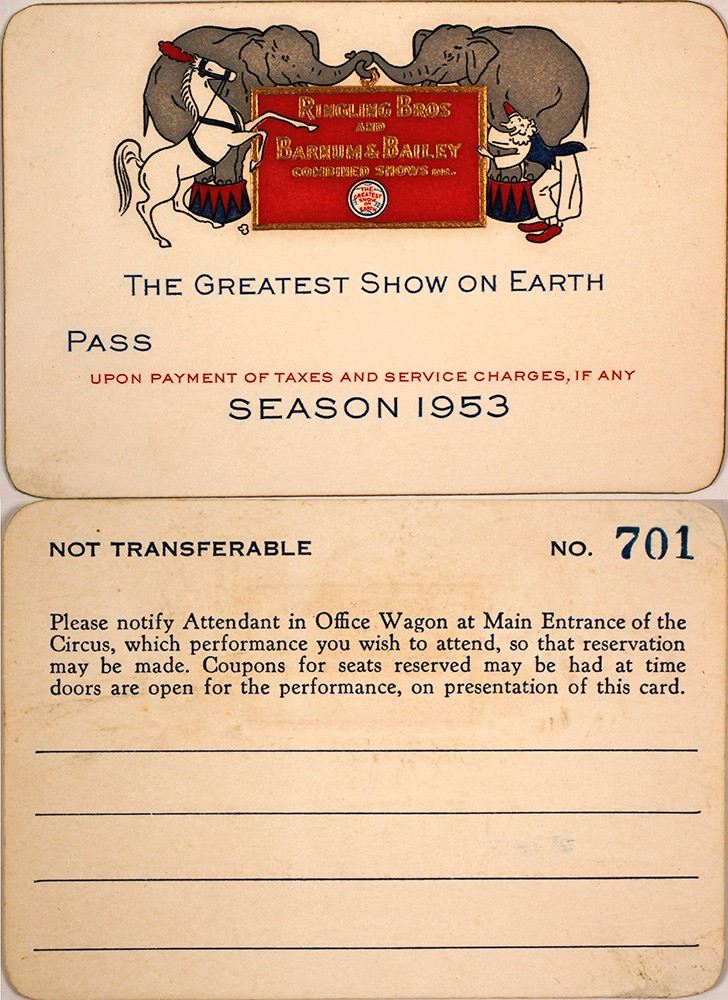 RINGLING BROS
AND
BARNUM & BAILEY
COMBINED SHOWS INC.
THE
GREATEST
SHOW
ON
EARTH
THE GREATEST SHOW ON EARTH
PASS
UPON PAYMENT OF TAXES AND SERVICE CHARGES, IF ANY
SEASON 1953
NOT TRANSFERABLE NO. 701
Please notify Attendant in Office Wagon at Main Entrance of the
Circus, which performance you wish to attend, so that reservation
may be made. Coupons for seats reserved may be had at time
doors are open for the performance, on presentation of this card.